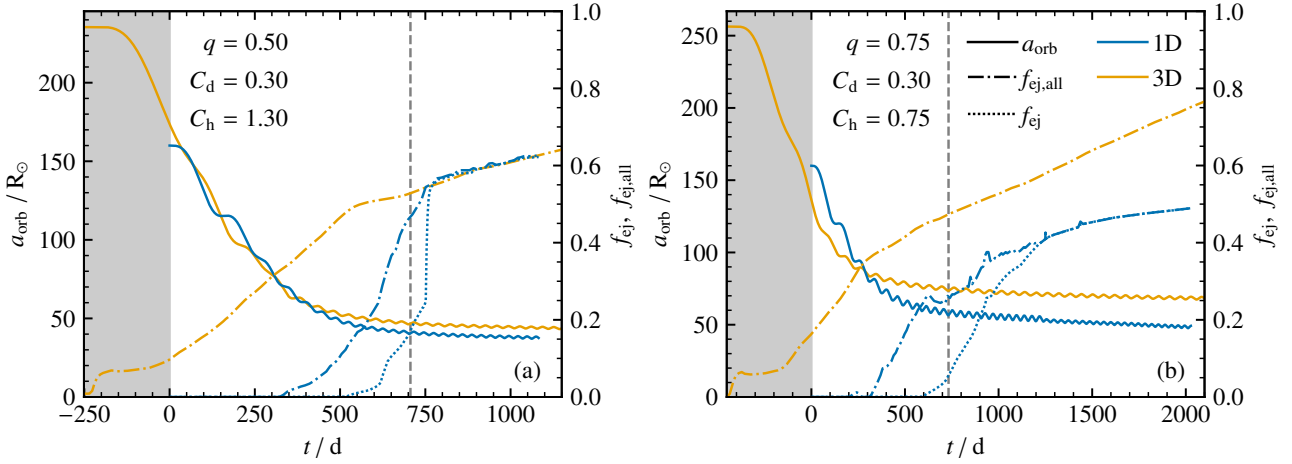 q = 0.50
C_d = 0.30
C_h = 1.30
(a)
a_orb / R_⊙
0
50
100
150
200
−250
0
250
500
750
1000
t / d
0.0
0.2
0.4
0.6
0.8
1.0
f_ej, f_ej,all
q = 0.75
C_d = 0.30
C_h = 0.75
a_orb
f_ej,all
f_ej
1D
3D
(b)
a_orb / R_⊙
0
50
100
150
200
250
0
500
1000
1500
2000
t / d
0.0
0.2
0.4
0.6
0.8
1.0
f_ej, f_ej,all